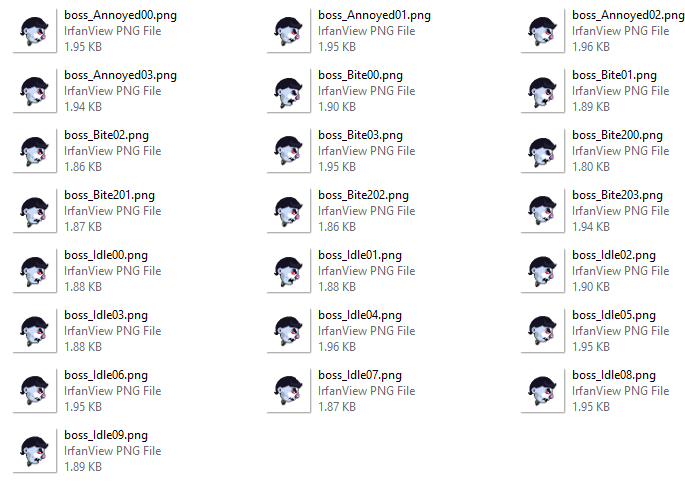 boss_Annoyed00.png
IrfanView PNG File
1.95 KB
boss_Annoyed01.png
IrfanView PNG File
1.95 KB
boss_Annoyed02.png
IrfanView PNG File
1.96 KB
boss_Annoyed03.png
IrfanView PNG File
1.94 KB
boss_Bite00.png
IrfanView PNG File
1.90 KB
boss_Bite01.png
IrfanView PNG File
1.89 KB
boss_Bite02.png
IrfanView PNG File
1.86 KB
boss_Bite03.png
IrfanView PNG File
1.95 KB
boss_Bite200.png
IrfanView PNG File
1.80 KB
boss_Bite201.png
IrfanView PNG File
1.87 KB
boss_Bite202.png
IrfanView PNG File
1.86 KB
boss_Bite203.png
IrfanView PNG File
1.94 KB
boss_Idle00.png
IrfanView PNG File
1.88 KB
boss_Idle01.png
IrfanView PNG File
1.88 KB
boss_Idle02.png
IrfanView PNG File
1.90 KB
boss_Idle03.png
IrfanView PNG File
1.88 KB
boss_Idle04.png
IrfanView PNG File
1.96 KB
boss_Idle05.png
IrfanView PNG File
1.95 KB
boss_Idle06.png
IrfanView PNG File
1.95 KB
boss_Idle07.png
IrfanView PNG File
1.87 KB
boss_Idle08.png
IrfanView PNG File
1.95 KB
boss_Idle09.png
IrfanView PNG File
1.89 KB